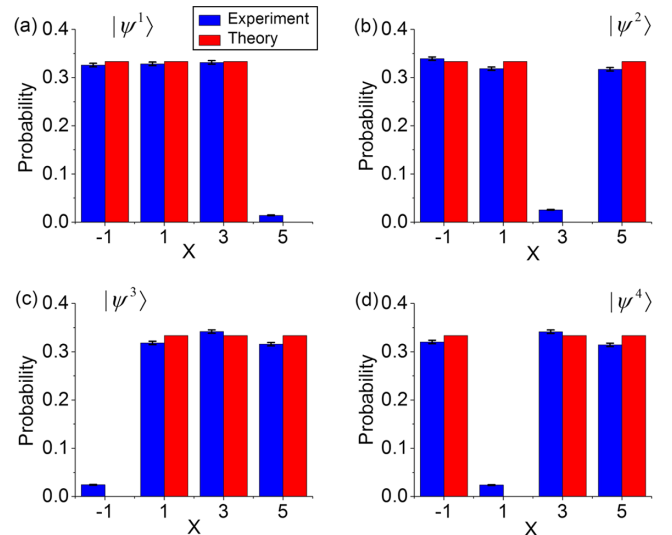 (a) |ψ¹⟩
Experiment
Theory
Probability
0.4
0.3
0.2
0.1
0.0
-1 1 3 5
X
(b) |ψ²⟩
Probability
0.4
0.3
0.2
0.1
0.0
-1 1 3 5
X
(c) |ψ³⟩
Probability
0.4
0.3
0.2
0.1
0.0
-1 1 3 5
X
(d) |ψ⁴⟩
Probability
0.4
0.3
0.2
0.1
0.0
-1 1 3 5
X